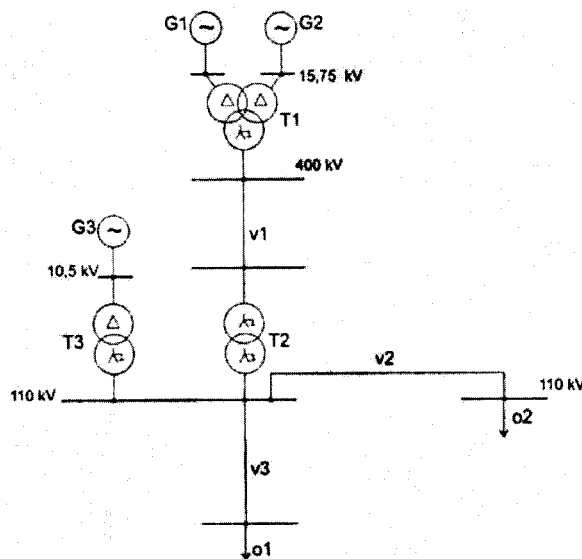 G1
G2
~
~
15,75 kV
T1
400 kV
G3
~
v1
10,5 kV
T3
T2
v2
110 kV
110 kV
o2
v3
o1